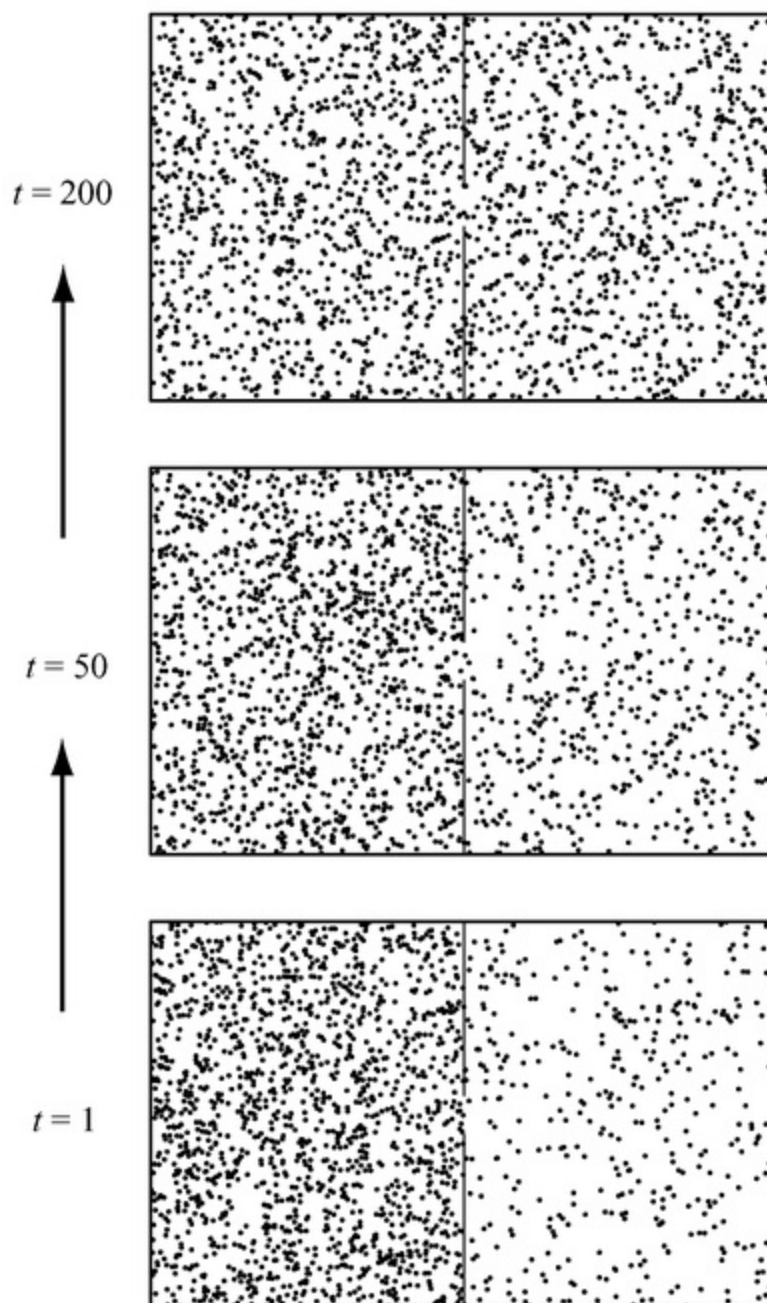 t = 200
t = 50
t = 1